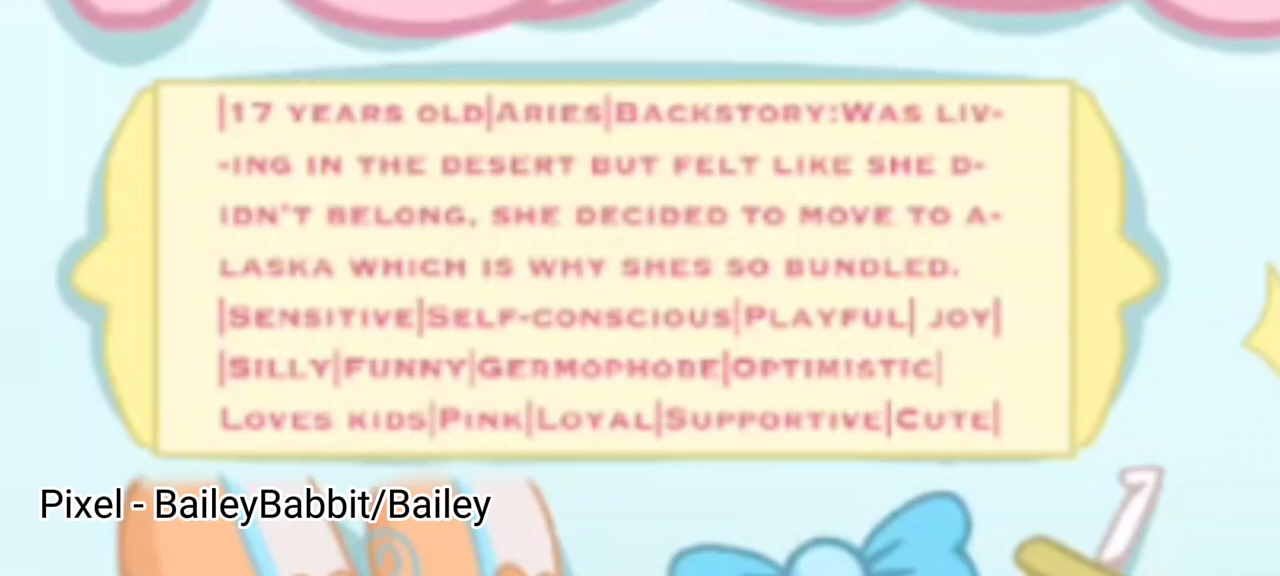 |17 YEARS OLD|ARIES|BACKSTORY:WAS LIV-
-ING IN THE DESERT BUT FELT LIKE SHE D-
IDN'T BELONG, SHE DECIDED TO MOVE TO A-
LASKA WHICH IS WHY SHES SO BUNDLED.
|SENSITIVE|SELF-CONSCIOUS|PLAYFUL| JOY|
|SILLY|FUNNY|GERMOPHOBE|OPTIMISTIC|
LOVES KIDS|PINK|LOYAL|SUPPORTIVE|CUTE|
Pixel - BaileyBabbit/Bailey